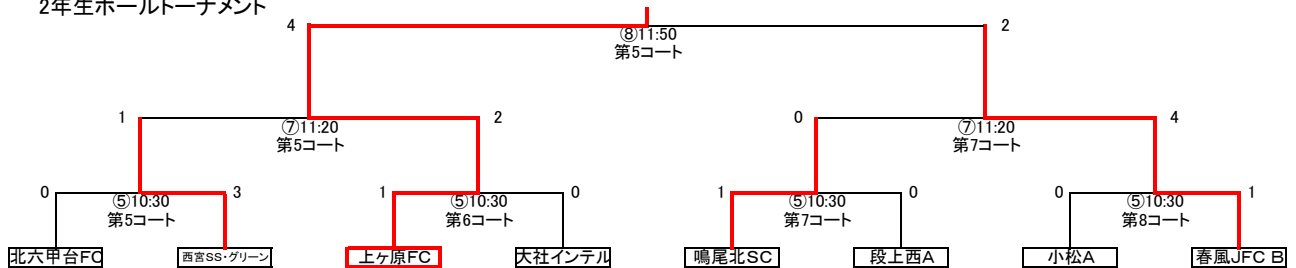 2年生ホールトーナメント
4
⑧11:50
第5コート
2
1
⑦11:20
第5コート
2
0
⑦11:20
第7コート
4
0
⑤10:30
第5コート
3
1
⑤10:30
第6コート
0
1
⑤10:30
第7コート
0
0
⑤10:30
第8コート
1
北六甲台FC
西宮SS・グリーン
上ヶ原FC
大社インテル
鳴尾北SC
段上西A
小松A
春風JFC B